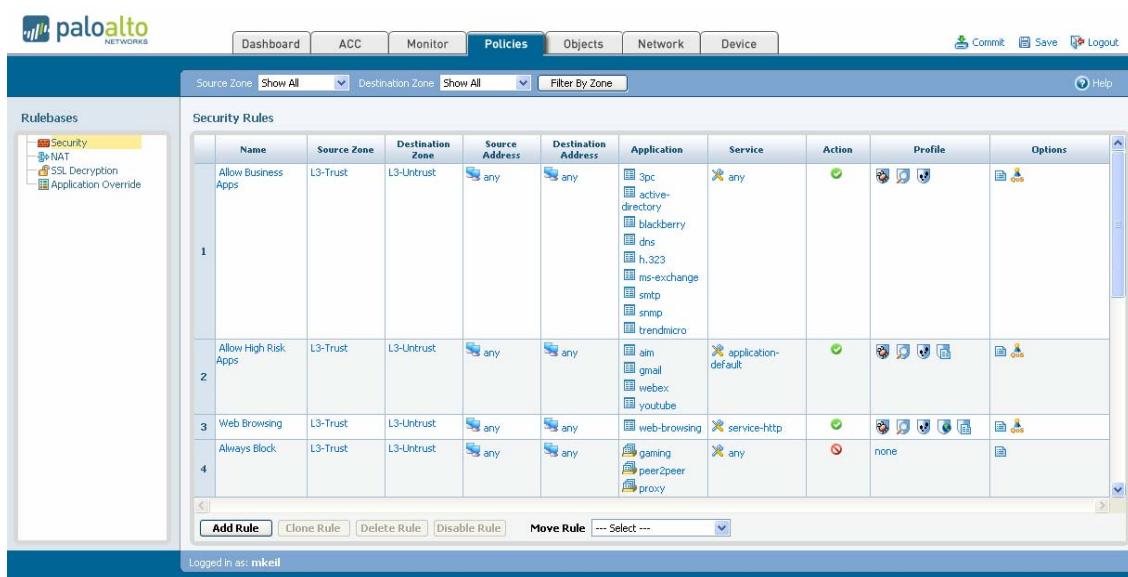 paloalto
NETWORKS
Dashboard ACC Monitor Policies Objects Network Device
Commit Save Logout
Source Zone Show All Destination Zone Show All Filter By Zone Help
Rulebases
Security
NAT
SSL Decryption
Application Override
Security Rules
Name Source Zone Destination Zone Source Address Destination Address Application Service Action Profile Options
1 Allow Business Apps L3-Trust L3-Untrust any any 3pc any
active-directory
blackberry
dns
h.323
ms-exchange
smtp
snmp
trendmicro
2 Allow High Risk Apps L3-Trust L3-Untrust any any aim application-default
gmail
webex
youtube
3 Web Browsing L3-Trust L3-Untrust any any web-browsing service-http
4 Always Block L3-Trust L3-Untrust any any gaming any none
peer2peer
proxy
Add Rule Clone Rule Delete Rule Disable Rule Move Rule --- Select ---
Logged in as: mkeil